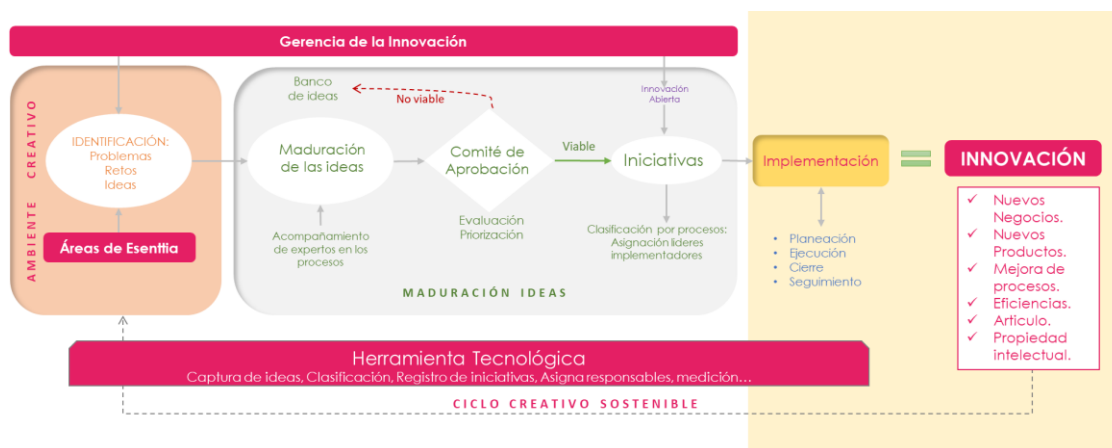 Gerencia de la Innovación
AMBIENTE CREATIVO
IDENTIFICACIÓN:
Problemas
Retos
Ideas
Áreas de Esenttia
Banco
de ideas
No viable
Maduración
de las ideas
Acompañamiento
de expertos en los
procesos
Comité de
Aprobación
Evaluación
Priorización
Viable
Innovación
Abierta
Iniciativas
Clasificación por procesos:
Asignación lideres
implementadores
MADURACIÓN IDEAS
Implementación
• Planeación
• Ejecución
• Cierre
• Seguimiento
=
INNOVACIÓN
✓ Nuevos
Negocios.
✓ Nuevos
Productos.
✓ Mejora de
procesos.
✓ Eficiencias.
✓ Articulo.
✓ Propiedad
intelectual.
Herramienta Tecnológica
Captura de ideas, Clasificación, Registro de iniciativas, Asigna responsables, medición…
CICLO CREATIVO SOSTENIBLE